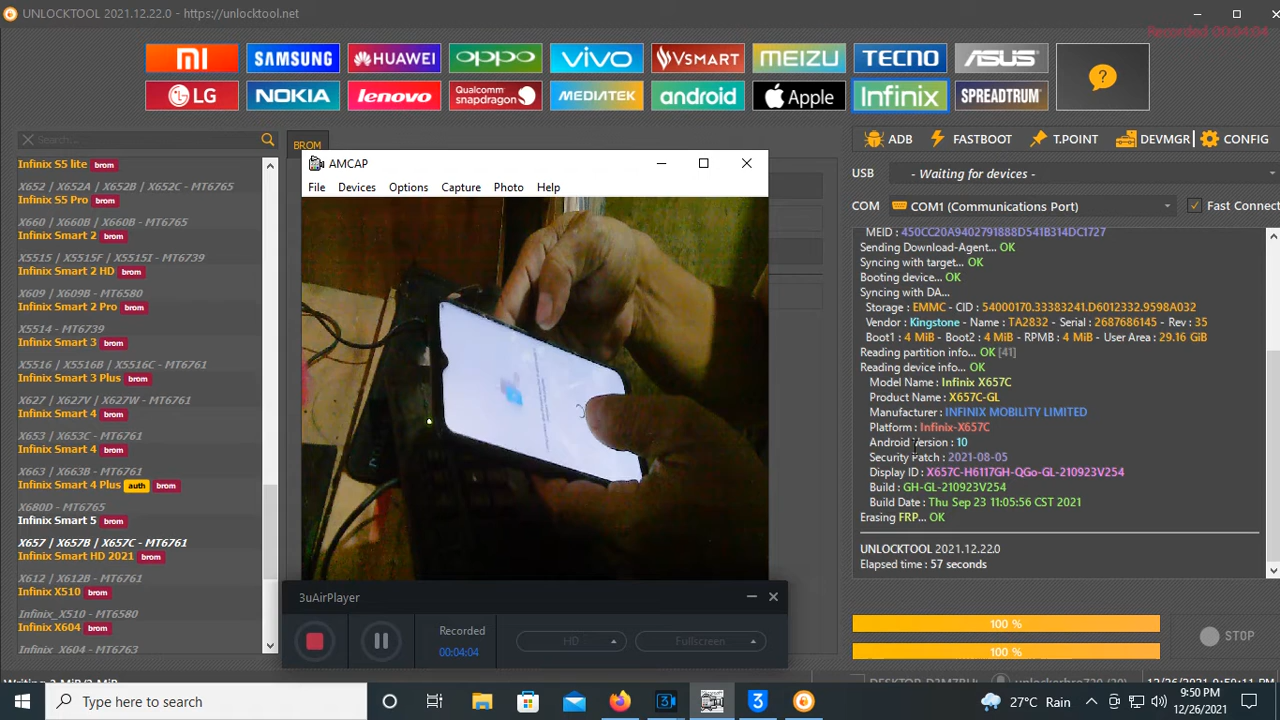 UNLOCKTOOL 2021.12.22.0 - https://unlocktool.net
Recorded 00:04:04
MI SAMSUNG HUAWEI OPPO vivo VSMART MEIZU TECNO ASUS
LG NOKIA lenovo Qualcomm snapdragon MEDIATEK android Apple Infinix SPREADTRUM
?
Search...
BROM
Infinix S5 lite brom
X652 | X652A | X652B | X652C - MT6765
Infinix S5 Pro brom
X660 | X660B | X660B - MT6765
Infinix Smart 2 brom
X5515 | X5515F | X5515I - MT6739
Infinix Smart 2 HD brom
X609 | X609B - MT6580
Infinix Smart 2 Pro brom
X5514 - MT6739
Infinix Smart 3 brom
X5516 | X5516B | X5516C - MT6761
Infinix Smart 3 Plus brom
X627 | X627V | X627W - MT6761
Infinix Smart 4 brom
X653 | X653C - MT6761
Infinix Smart 4 brom
X663 | X663B - MT6761
Infinix Smart 4 Plus auth brom
X680D - MT6765
Infinix Smart 5 brom
X657 | X657B | X657C - MT6761
Infinix Smart HD 2021 brom
X612 | X612B - MT6761
Infinix X510 brom
Infinix_X510 - MT6580
Infinix X604 brom
Infinix_X604 - MT6763
Writing 3 MiB/3 MiB
AMCAP
File Devices Options Capture Photo Help
3uAirPlayer
Recorded
00:04:04
HD
Fullscreen
ADB FASTBOOT T.POINT DEVMGR CONFIG
USB - Waiting for devices -
COM COM1 (Communications Port) Fast Connect
MEID : 450CC20A9402791888D541B314DC1727
Sending Download-Agent... OK
Syncing with target... OK
Booting device... OK
Syncing with DA...
Storage : EMMC - CID : 54000170.33383241.D6012332.9598A032
Vendor : Kingstone - Name : TA2832 - Serial : 2687686145 - Rev : 35
Boot1 : 4 MiB - Boot2 : 4 MiB - RPMB : 4 MiB - User Area : 29.16 GiB
Reading partition info... OK [41]
Reading device info... OK
Model Name : Infinix X657C
Product Name : X657C-GL
Manufacturer : INFINIX MOBILITY LIMITED
Platform : Infinix-X657C
Android Version : 10
Security Patch : 2021-08-05
Display ID : X657C-H6117GH-QGo-GL-210923V254
Build : GH-GL-210923V254
Build Date : Thu Sep 23 11:05:56 CST 2021
Erasing FRP... OK
UNLOCKTOOL 2021.12.22.0
Elapsed time : 57 seconds
100 %
100 %
STOP
Type here to search
27°C Rain
9:50 PM
12/26/2021